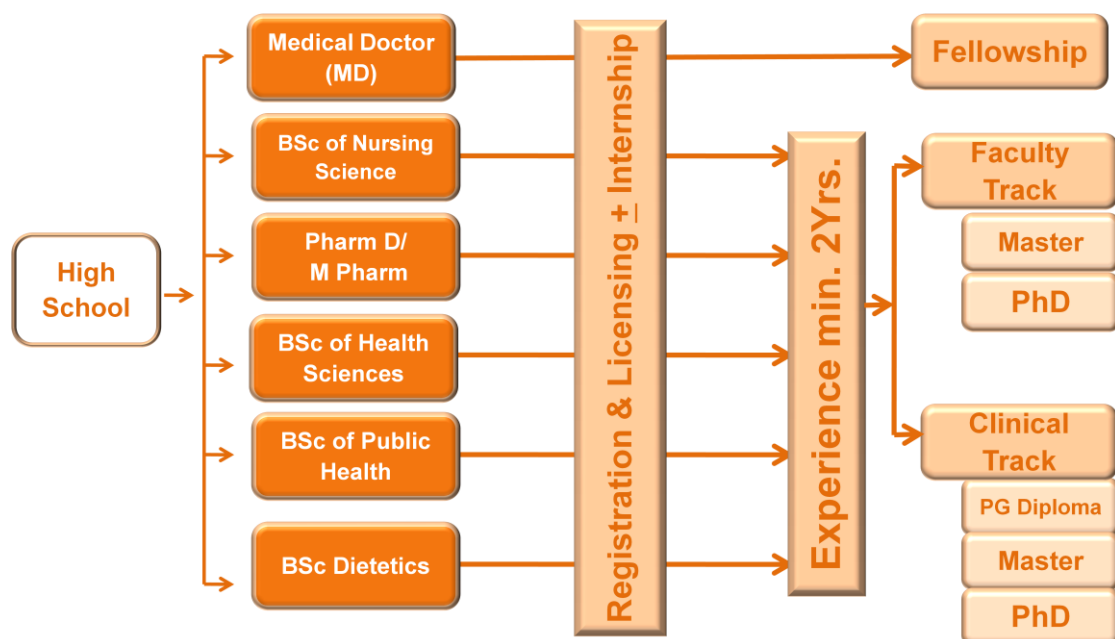 High
School
Medical Doctor
(MD)
BSc of Nursing
Science
Pharm D/
M Pharm
BSc of Health
Sciences
BSc of Public
Health
BSc Dietetics
Registration & Licensing ± Internship
Experience min. 2Yrs.
Fellowship
Faculty
Track
Master
PhD
Clinical
Track
PG Diploma
Master
PhD